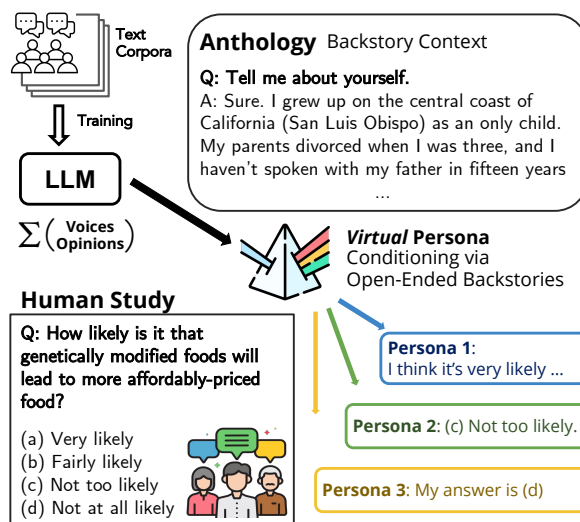 Text
Corpora
Training
LLM
∑(Voices
Opinions)
Anthology Backstory Context
Q: Tell me about yourself.
A: Sure. I grew up on the central coast of
California (San Luis Obispo) as an only child.
My parents divorced when I was three, and I
haven't spoken with my father in fifteen years
...
Virtual Persona
Conditioning via
Open-Ended Backstories
Human Study
Q: How likely is it that
genetically modified foods will
lead to more affordably-priced
food?
(a) Very likely
(b) Fairly likely
(c) Not too likely
(d) Not at all likely
Persona 1:
I think it's very likely ...
Persona 2: (c) Not too likely.
Persona 3: My answer is (d)